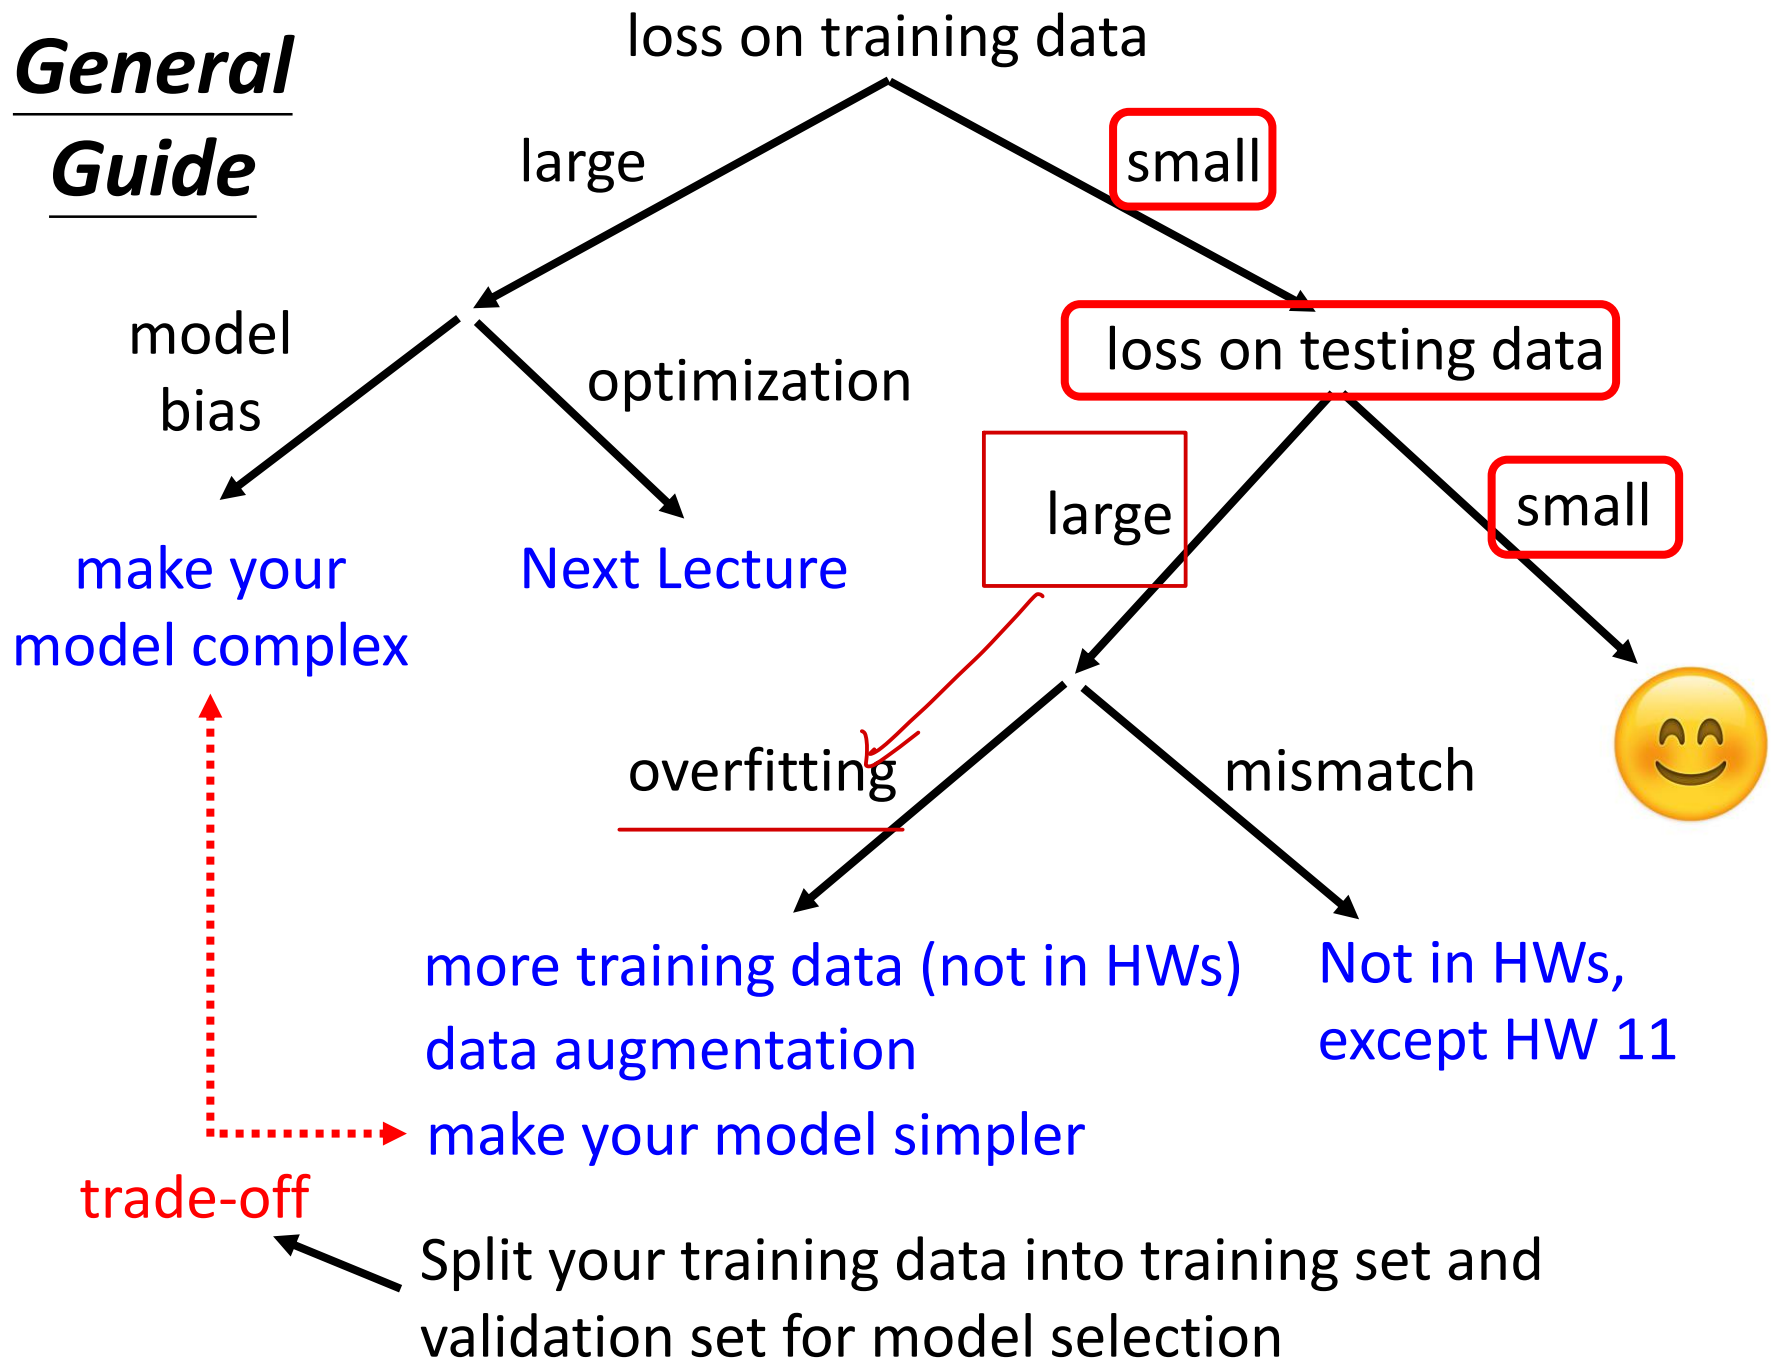 General
Guide
loss on training data
large
small
model
bias
optimization
loss on testing data
large
small
make your
model complex
Next Lecture
overfitting
mismatch
more training data (not in HWs)
data augmentation
make your model simpler
Not in HWs,
except HW 11
trade-off
Split your training data into training set and
validation set for model selection